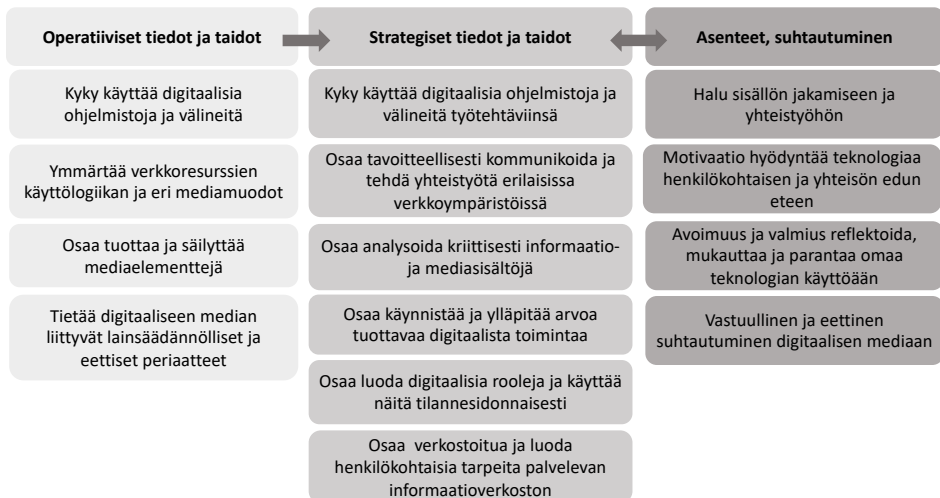 Operatiiviset tiedot ja taidot
Kyky käyttää digitaalisia
ohjelmistoja ja välineitä
Ymmärtää verkkoresurssien
käyttölogiikan ja eri mediamuodot
Osaa tuottaa ja säilyttää
mediaelementtejä
Tietää digitaaliseen median
liittyvät lainsäädännölliset ja
eettiset periaatteet
Strategiset tiedot ja taidot
Kyky käyttää digitaalisia ohjelmistoja ja
välineitä työtehtäviinsä
Osaa tavoitteellisesti kommunikoida ja
tehdä yhteistyötä erilaisissa
verkkoympäristöissä
Osaa analysoida kriittisesti informaatio-
ja mediasisältöjä
Osaa käynnistää ja ylläpitää arvoa
tuottavaa digitaalista toimintaa
Osaa luoda digitaalisia rooleja ja käyttää
näitä tilannesidonnaisesti
Osaa verkostoitua ja luoda
henkilökohtaisia tarpeita palvelevan
informaatioverkoston
Asenteet, suhtautuminen
Halu sisällön jakamiseen ja
yhteistyöhön
Motivaatio hyödyntää teknologiaa
henkilökohtaisen ja yhteisön edun
eteen
Avoimuus ja valmius reflektoida,
mukauttaa ja parantaa omaa
teknologian käyttöään
Vastuullinen ja eettinen
suhtautuminen digitaalisen mediaan